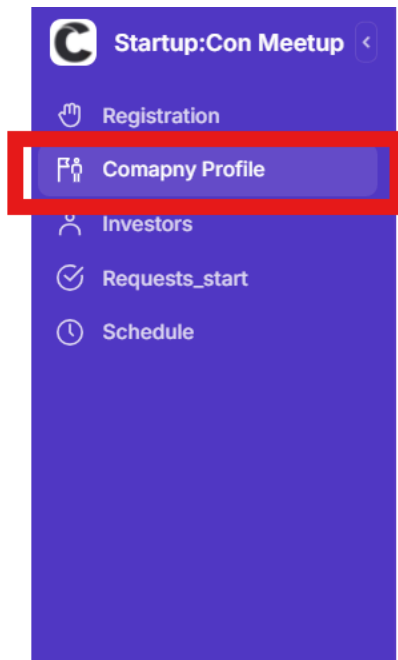 Startup:Con Meetup
Registration
Comapny Profile
Investors
Requests_start
Schedule